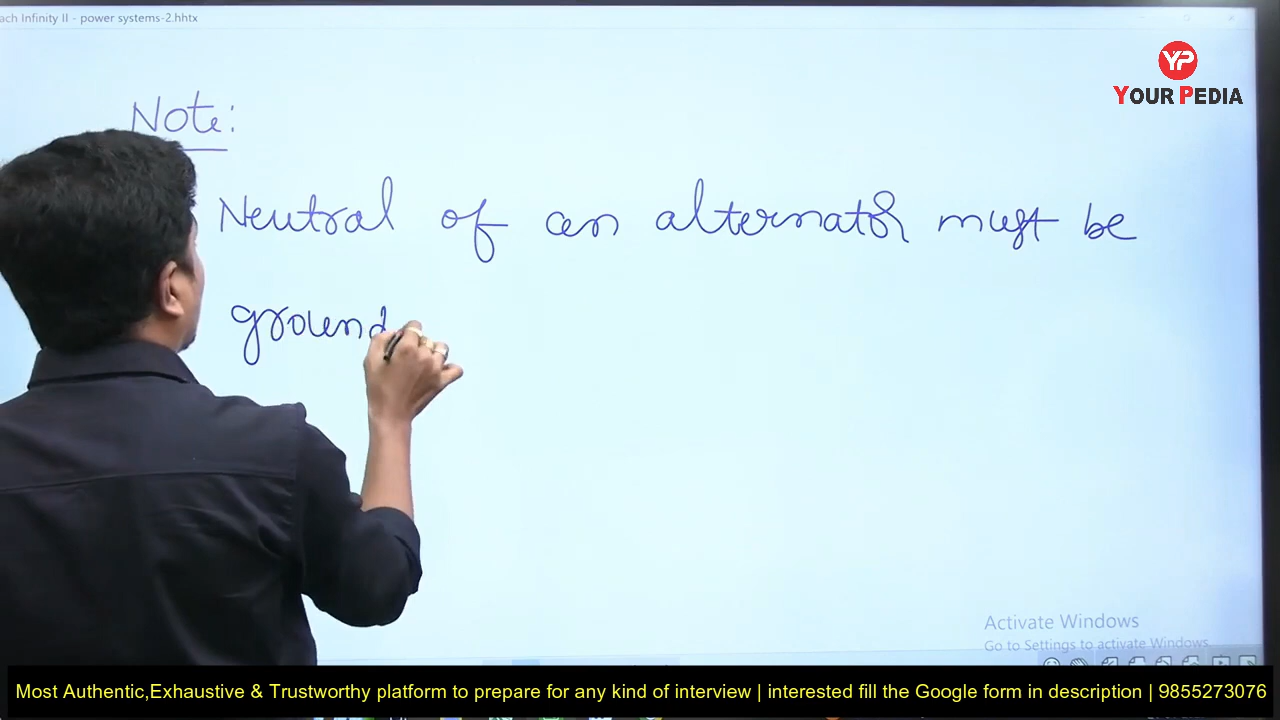 ach Infinity II - power systems-2.hhtx
YP
YOUR PEDIA
Note:
Neutral of an alternator must be
ground
Activate Windows
Go to Settings to activate Windows.
Most Authentic,Exhaustive & Trustworthy platform to prepare for any kind of interview | interested fill the Google form in description | 9855273076